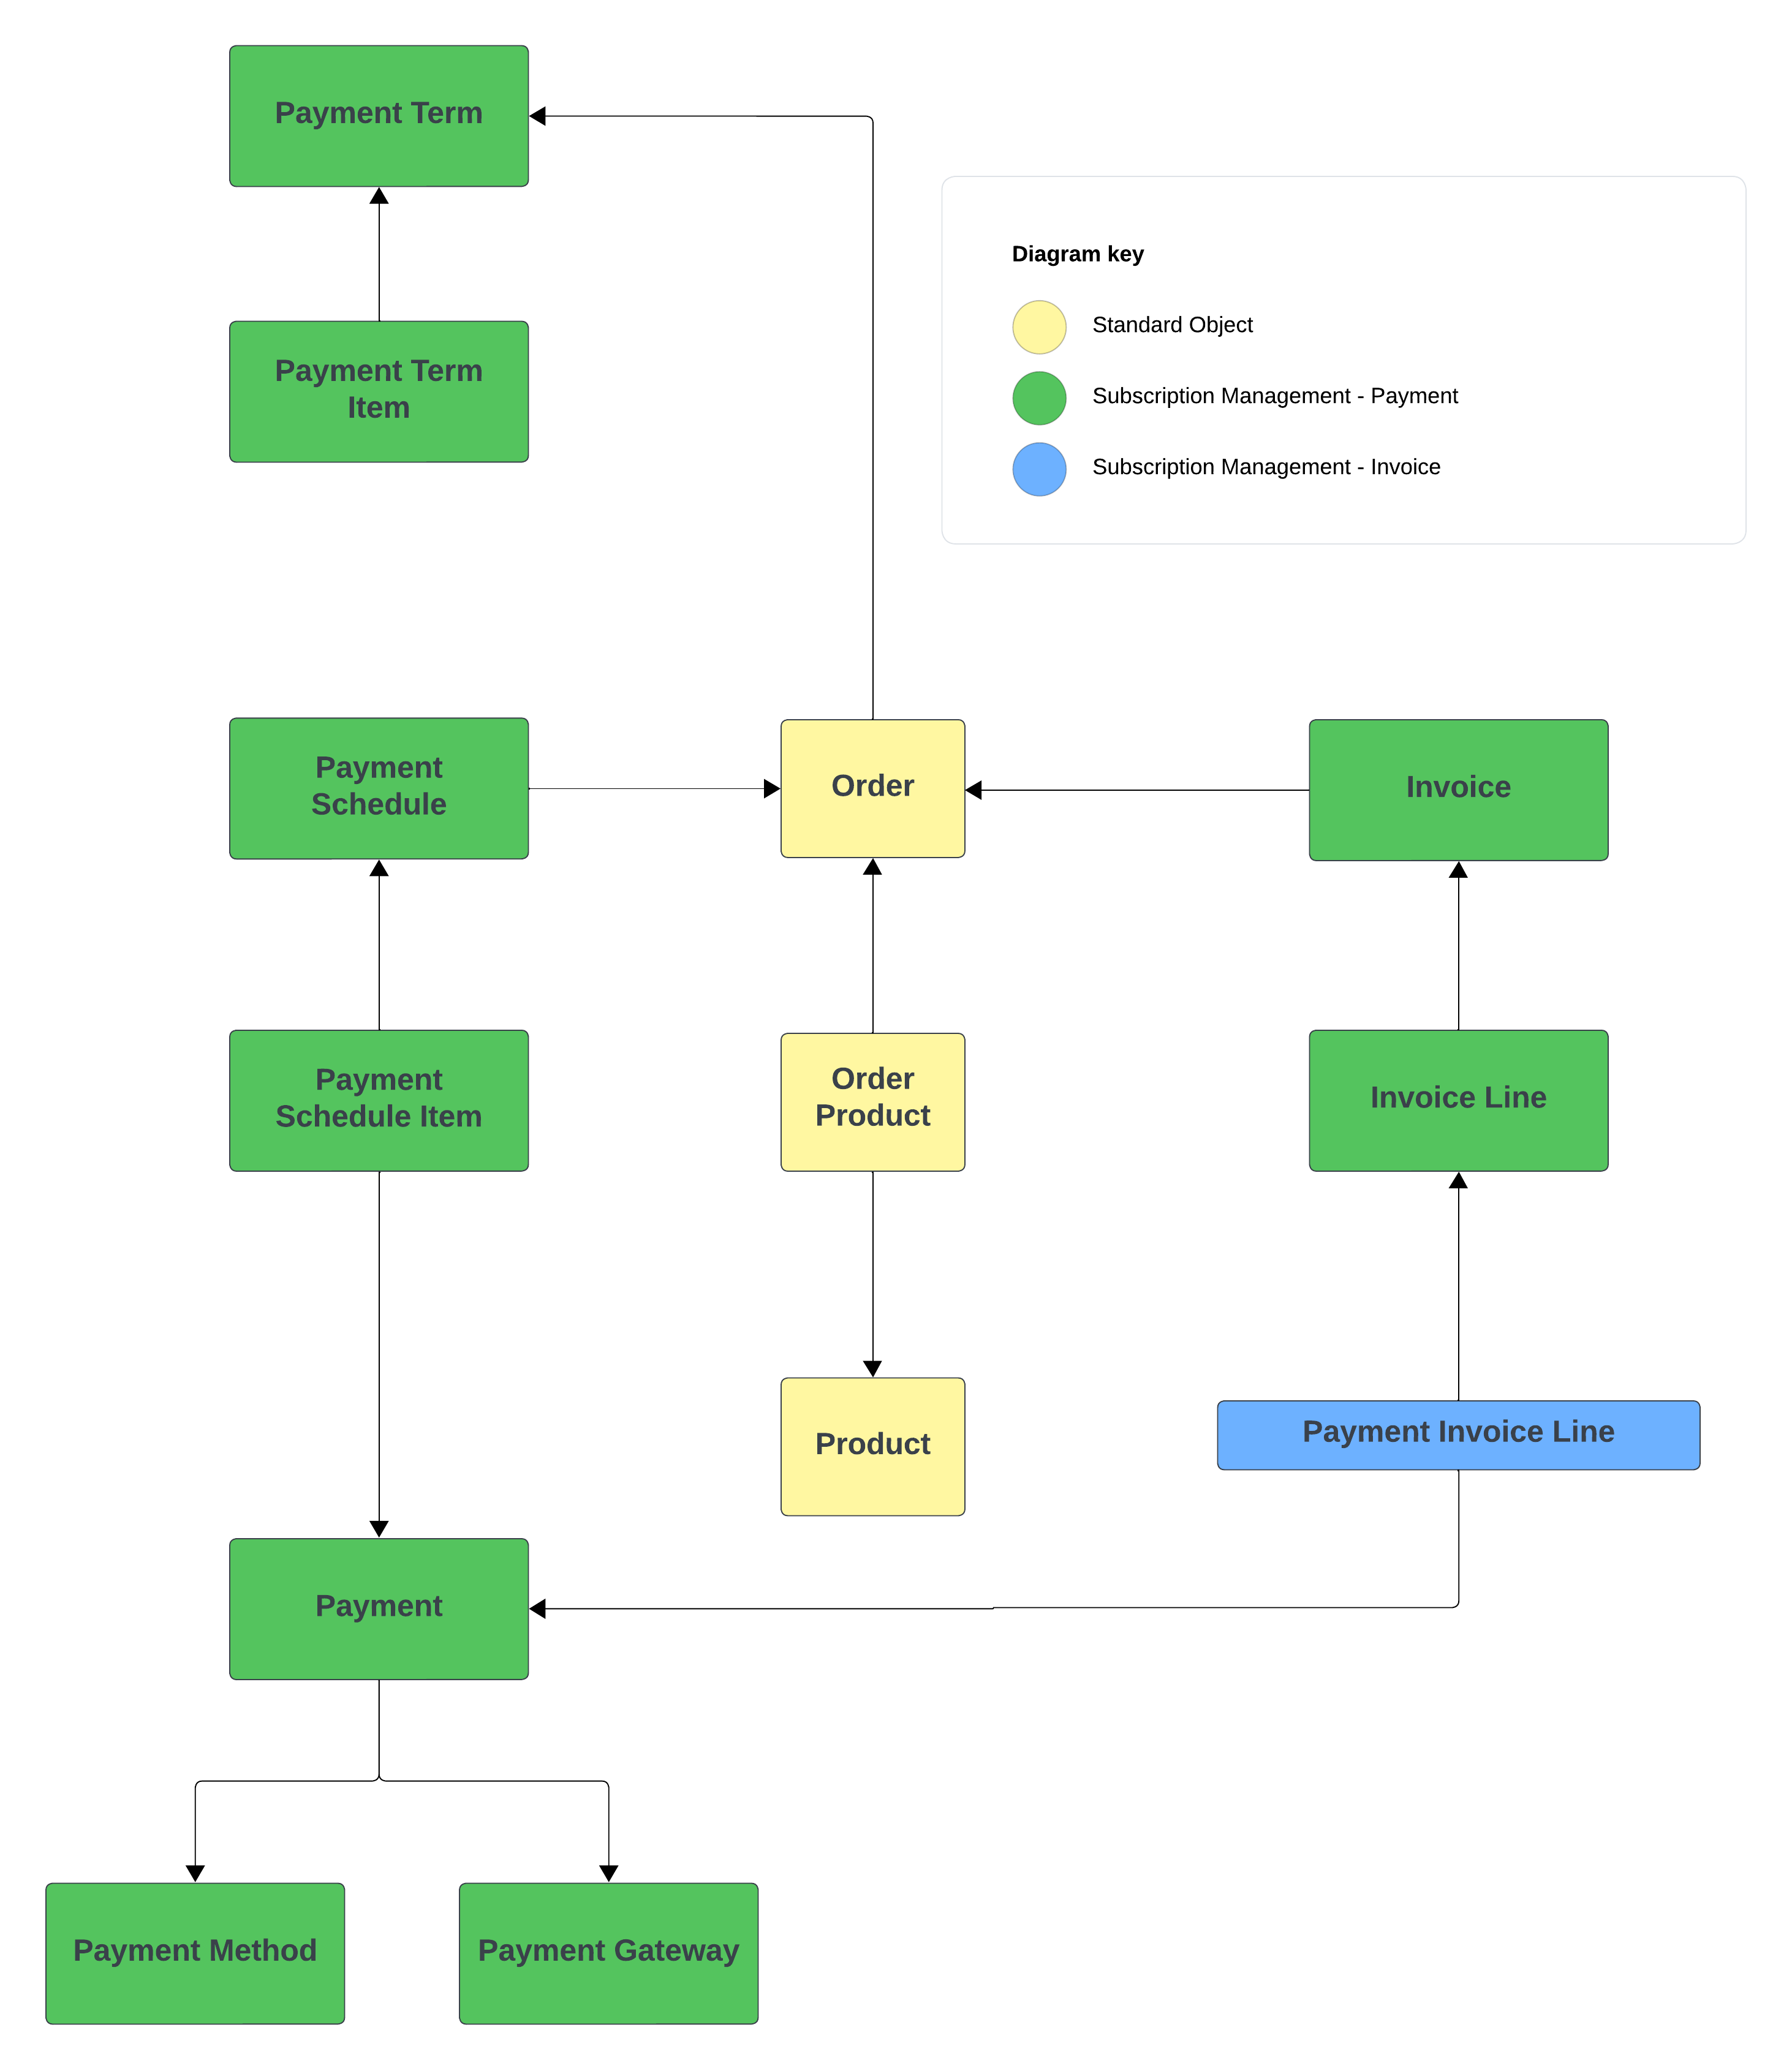 Payment Term
Diagram key
Standard Object
Subscription Management - Payment
Subscription Management - Invoice
Payment Term
Item
Payment
Schedule
Order
Invoice
Payment
Schedule Item
Order
Product
Invoice Line
Product
Payment Invoice Line
Payment
Payment Method
Payment Gateway